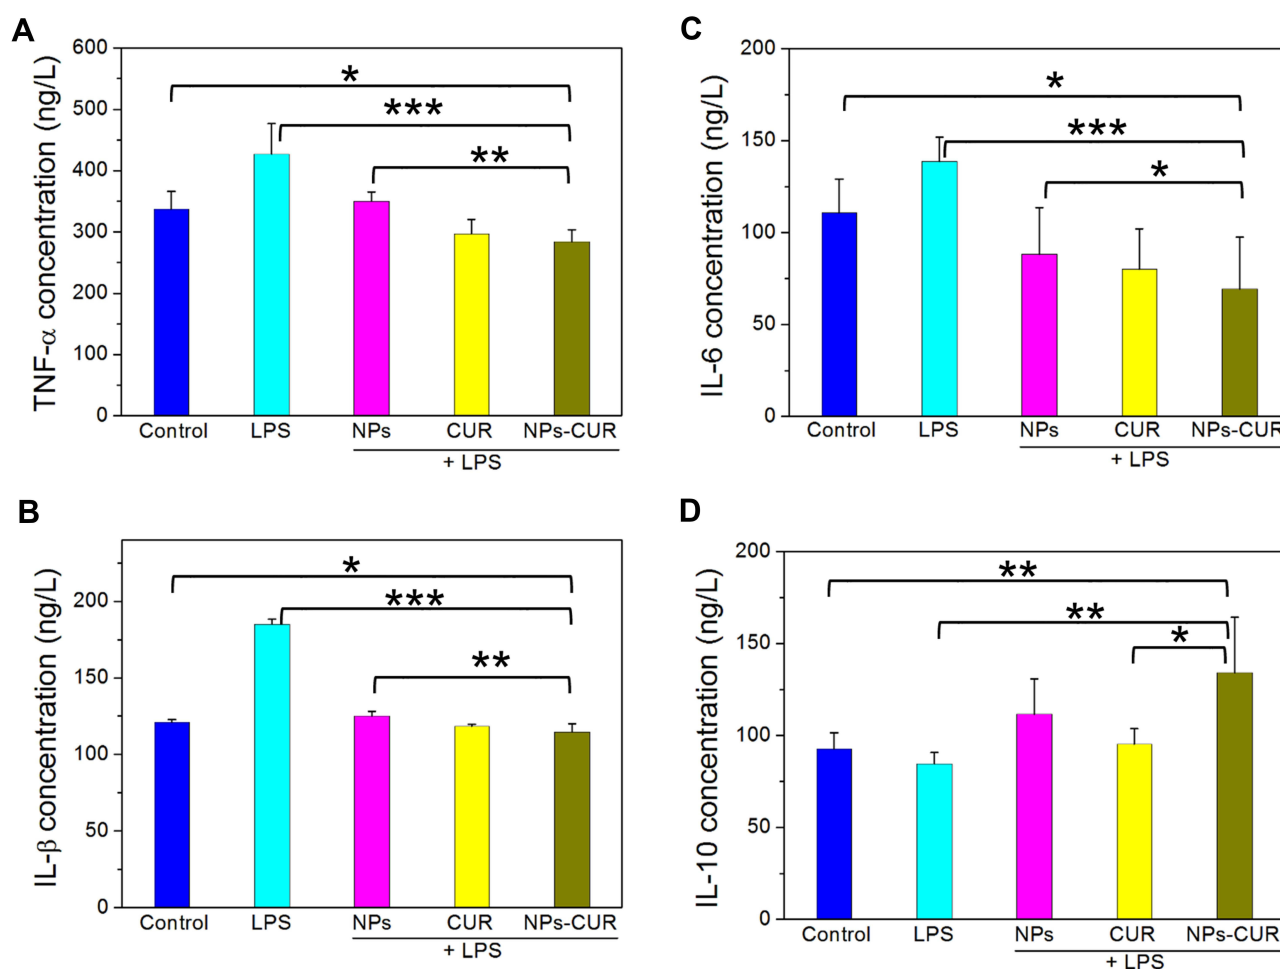 A
TNF-α concentration (ng/L)
600
500
400
300
200
100
0
*
***
**
Control LPS NPs CUR NPs-CUR
+ LPS
C
IL-6 concentration (ng/L)
200
150
100
50
0
*
***
*
Control LPS NPs CUR NPs-CUR
+ LPS
B
IL-β concentration (ng/L)
200
150
100
50
0
*
***
**
Control LPS NPs CUR NPs-CUR
+ LPS
D
IL-10 concentration (ng/L)
200
150
100
50
0
**
**
*
Control LPS NPs CUR NPs-CUR
+ LPS